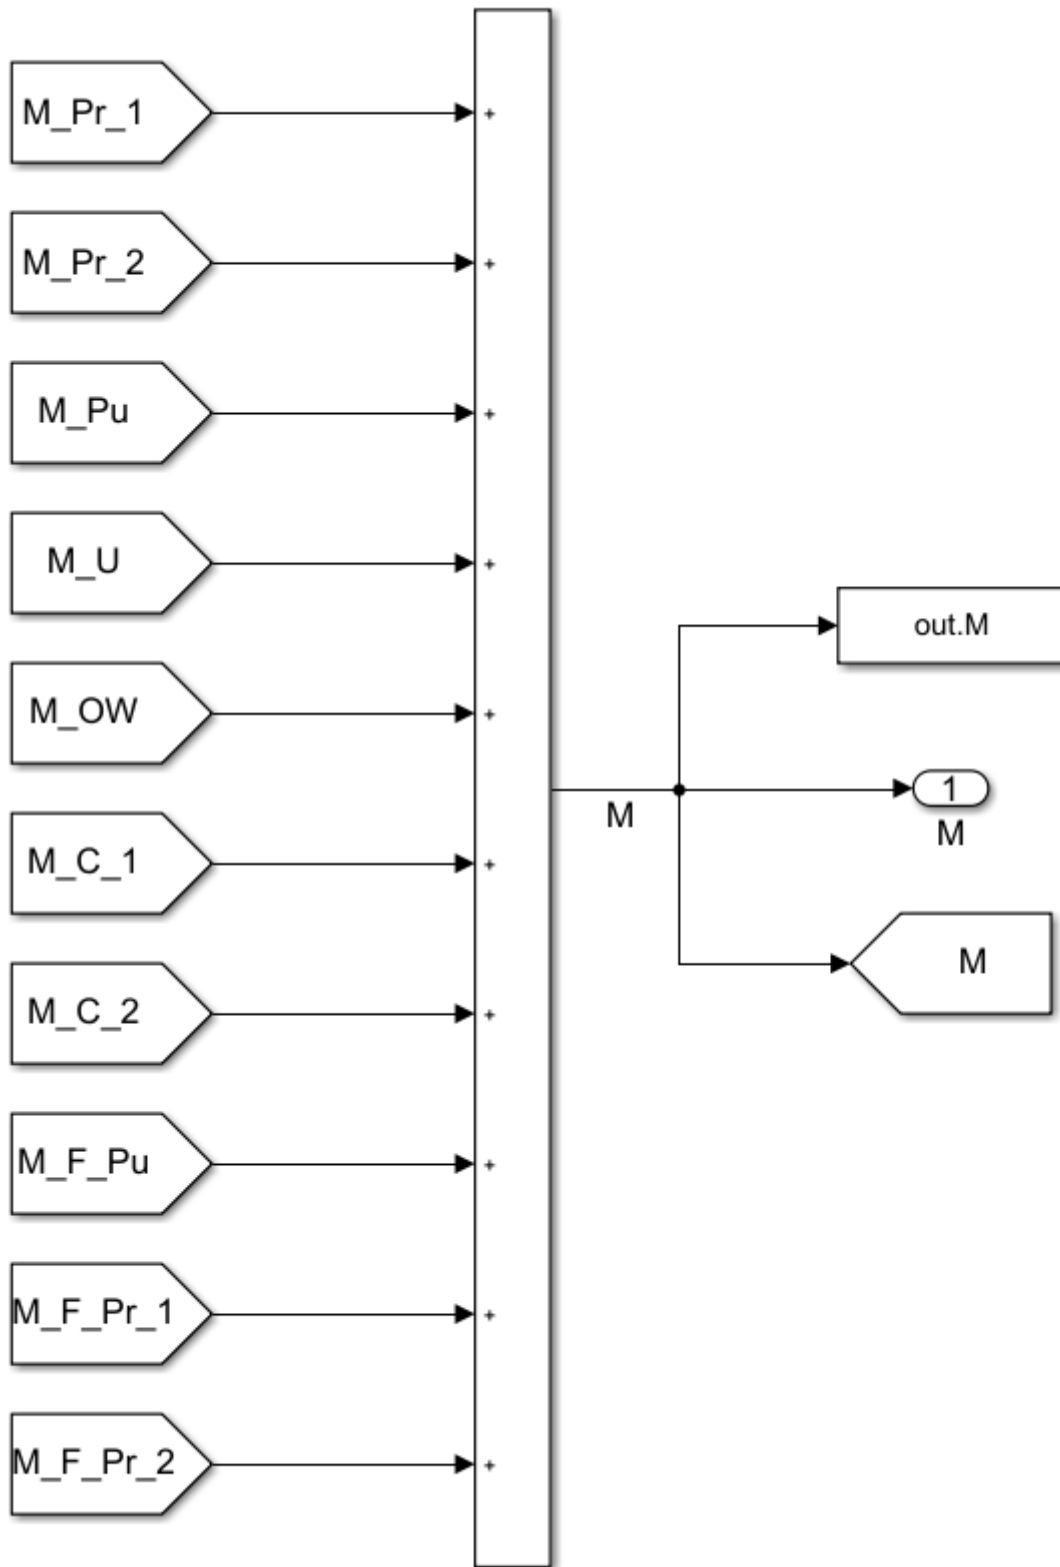 M_Pr_1
+
M_Pr_2
+
M_Pu
+
M_U
+
out.M
M_OW
+
1
M
M
M_C_1
+
M
M_C_2
+
M_F_Pu
+
M_F_Pr_1
+
M_F_Pr_2
+